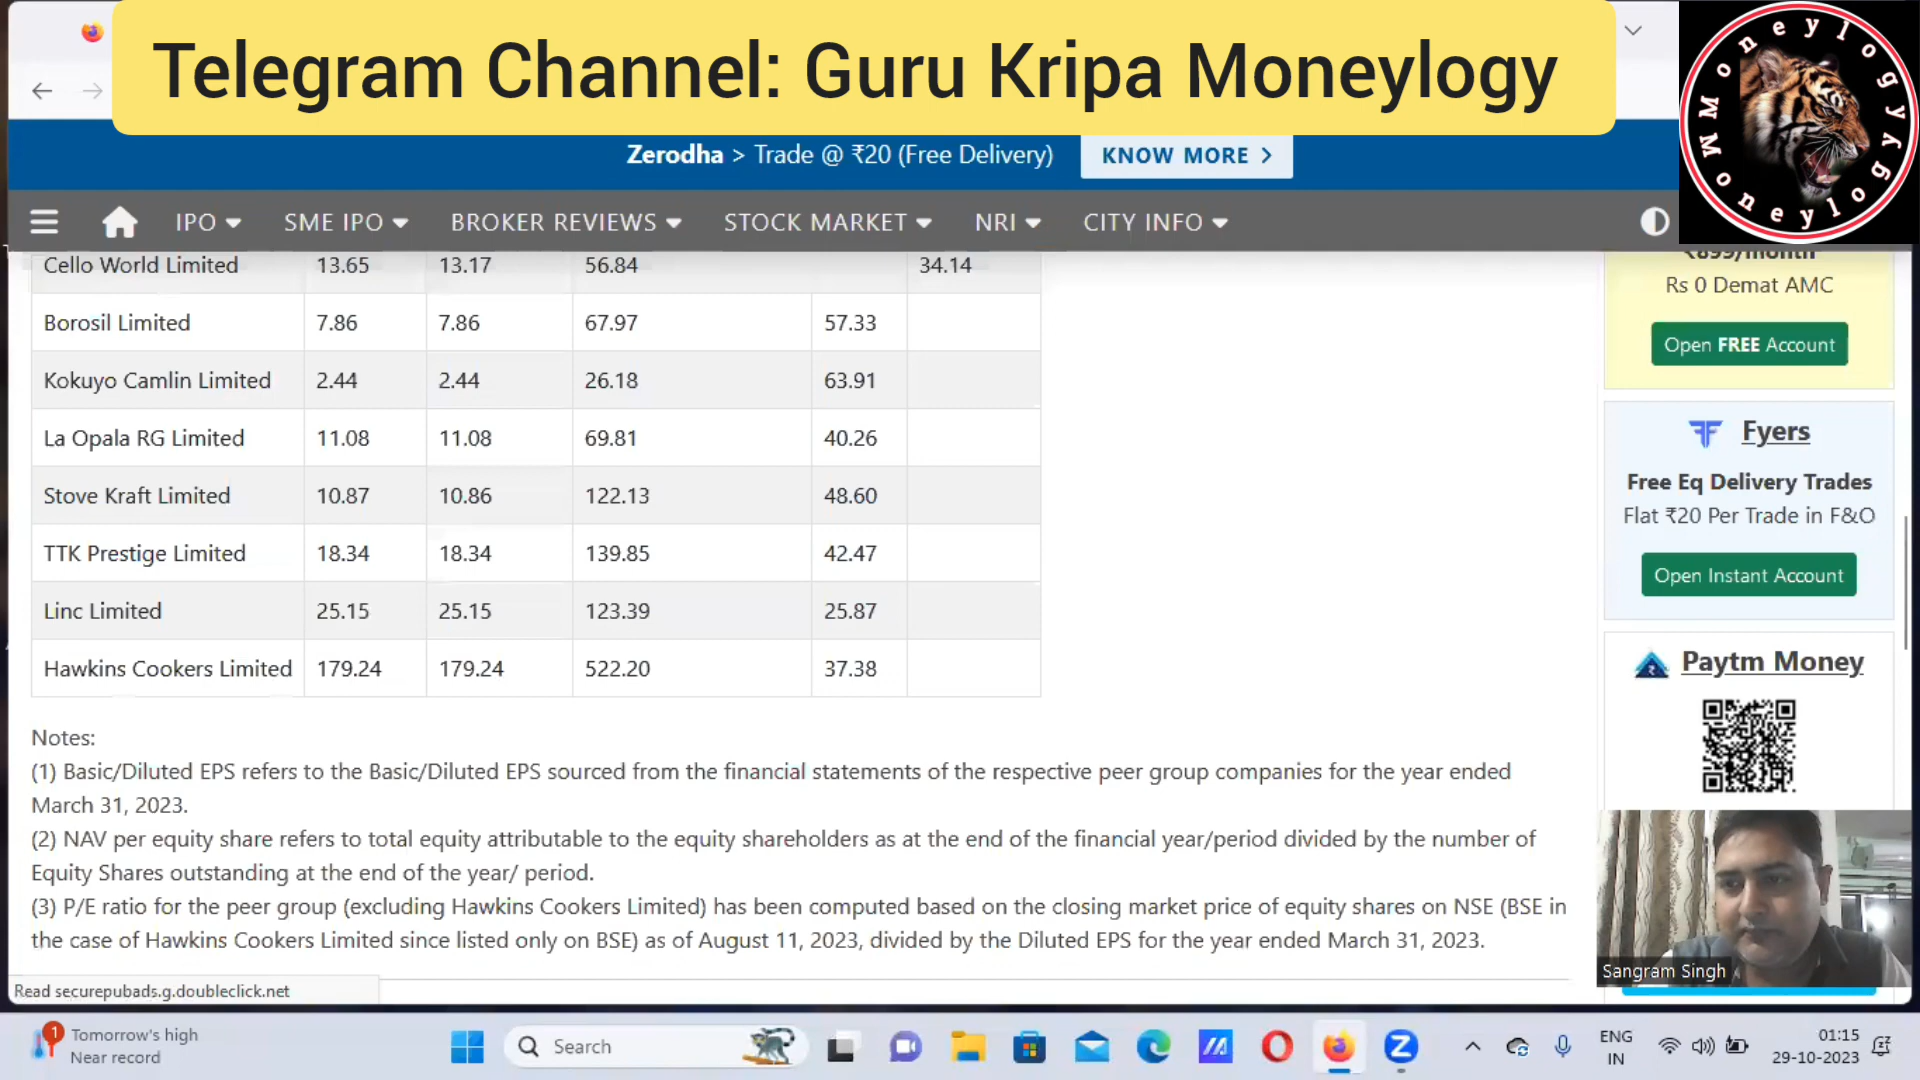 Telegram Channel: Guru Kripa Moneylogy
Moneylogyy
MMoneylogyy
Zerodha > Trade @ ₹20 (Free Delivery) KNOW MORE >
IPO SME IPO BROKER REVIEWS STOCK MARKET NRI CITY INFO
Cello World Limited 13.65 13.17 56.84 34.14
Borosil Limited 7.86 7.86 67.97 57.33
Kokuyo Camlin Limited 2.44 2.44 26.18 63.91
La Opala RG Limited 11.08 11.08 69.81 40.26
Stove Kraft Limited 10.87 10.86 122.13 48.60
TTK Prestige Limited 18.34 18.34 139.85 42.47
Linc Limited 25.15 25.15 123.39 25.87
Hawkins Cookers Limited 179.24 179.24 522.20 37.38
Notes:
(1) Basic/Diluted EPS refers to the Basic/Diluted EPS sourced from the financial statements of the respective peer group companies for the year ended
March 31, 2023.
(2) NAV per equity share refers to total equity attributable to the equity shareholders as at the end of the financial year/period divided by the number of
Equity Shares outstanding at the end of the year/ period.
(3) P/E ratio for the peer group (excluding Hawkins Cookers Limited) has been computed based on the closing market price of equity shares on NSE (BSE in
the case of Hawkins Cookers Limited since listed only on BSE) as of August 11, 2023, divided by the Diluted EPS for the year ended March 31, 2023.
₹899/month
Rs 0 Demat AMC
Open FREE Account
Fyers
Free Eq Delivery Trades
Flat ₹20 Per Trade in F&O
Open Instant Account
Paytm Money
Sangram Singh
Read securepubads.g.doubleclick.net
1
Tomorrow's high
Near record
Search
ENG
IN
01:15
29-10-2023